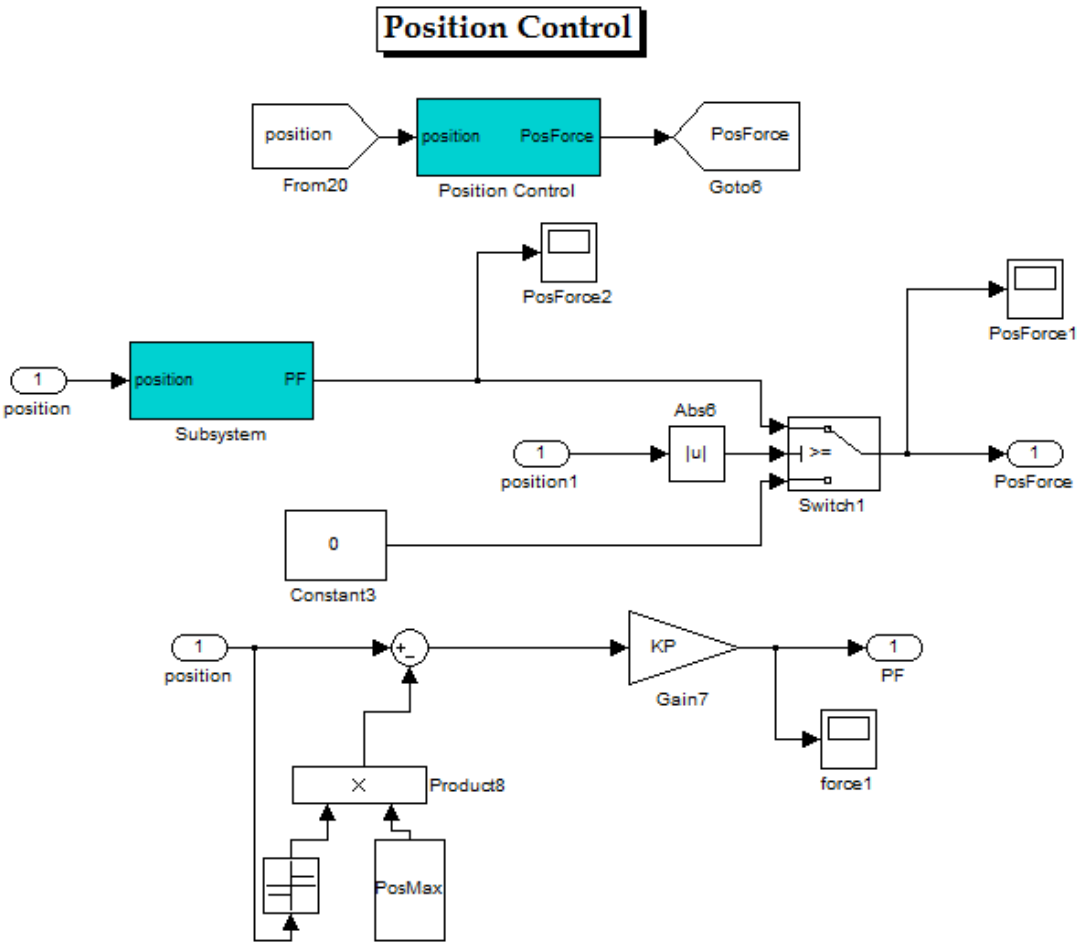 Position Control
position
position PosForce
PosForce
From20
Position Control
Goto6
PosForce2
PosForce1
1
position
position PF
Subsystem
Abs6
1
position1
|u|
>=
Switch1
1
PosForce
0
Constant3
1
position
+
-
KP
Gain7
1
PF
×
Product8
force1
PosMax